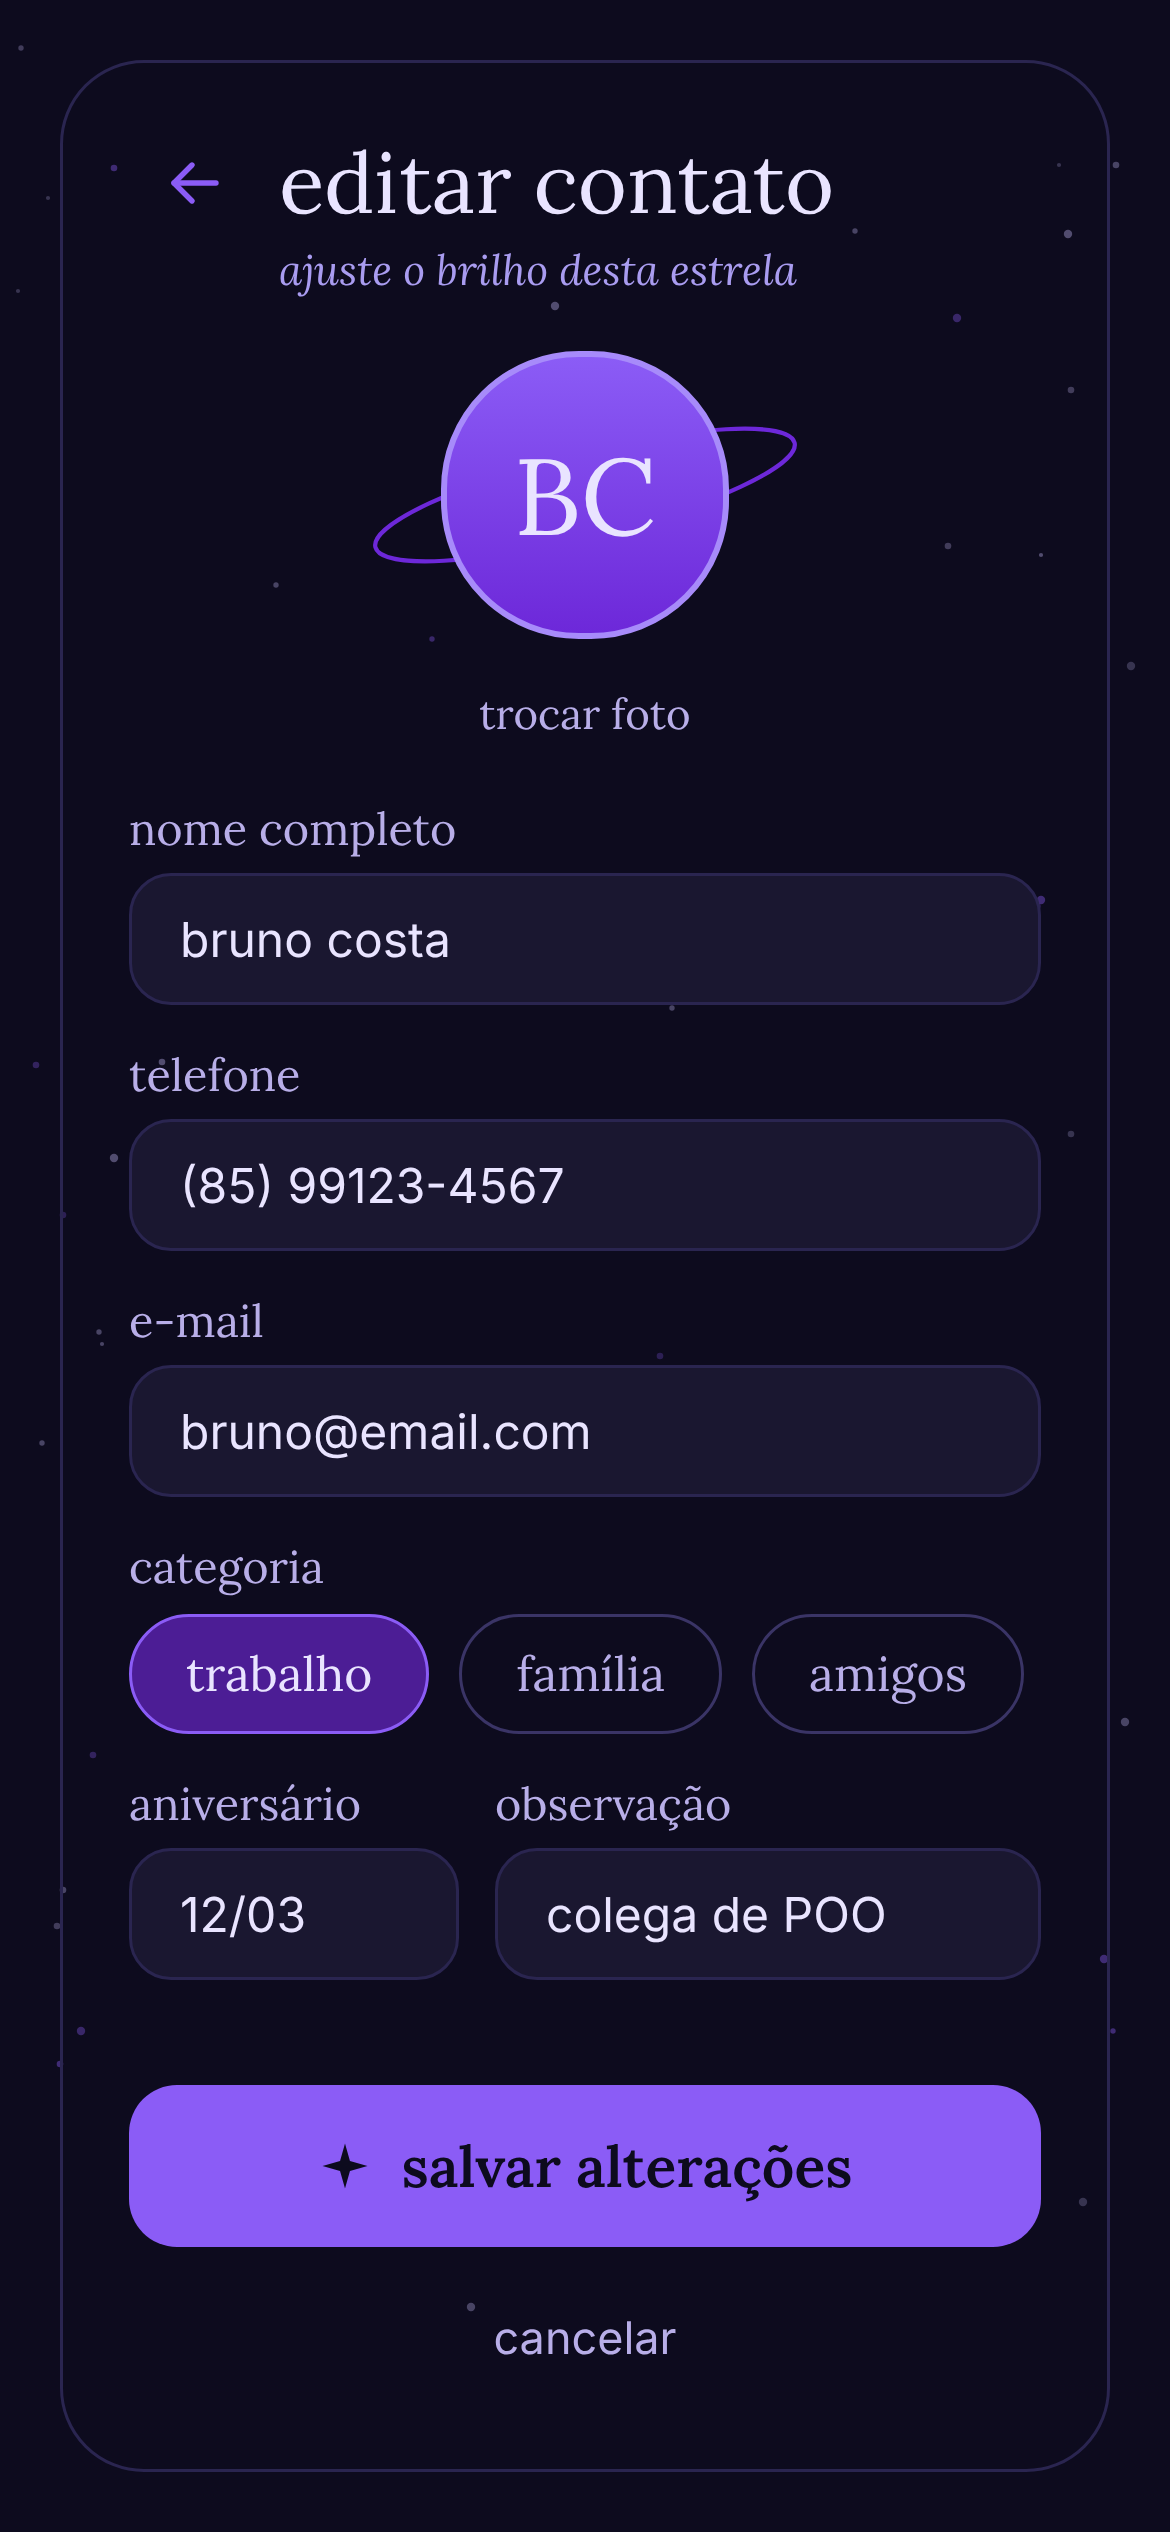 editar contato
ajuste o brilho desta estrela
BC
trocar foto
nome completo
bruno costa
telefone
(85) 99123-4567
e-mail
bruno@email.com
categoria
trabalho família amigos
aniversário observação
12/03 colega de POO
salvar alterações
cancelar